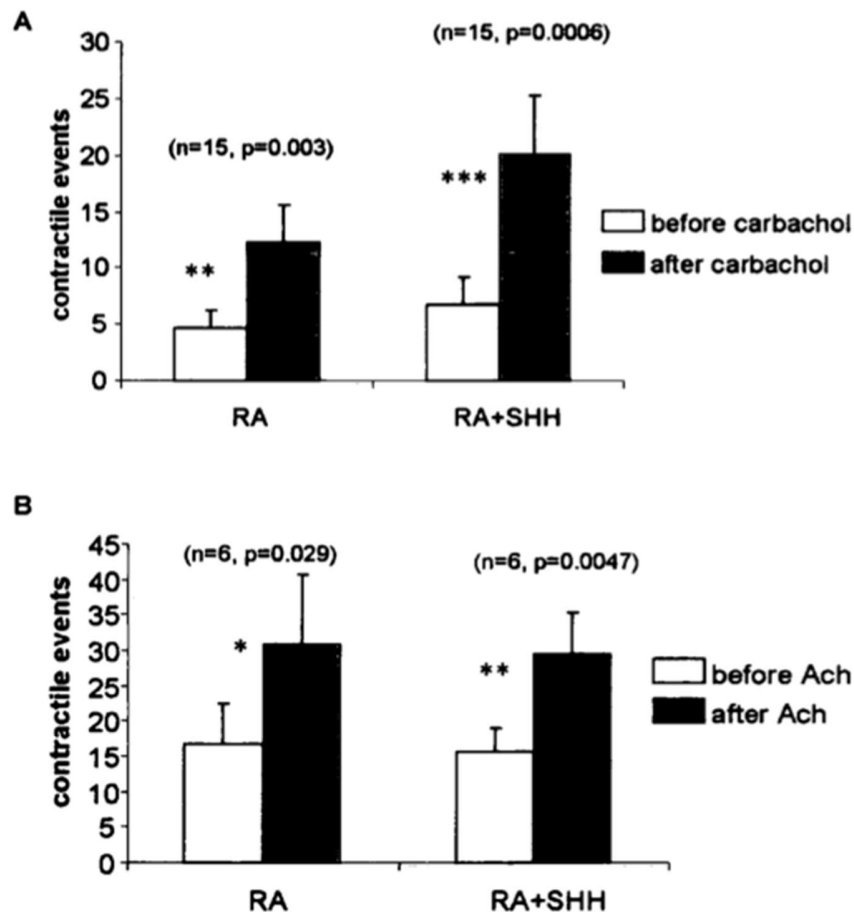 A
(n=15, p=0.0006)
(n=15, p=0.003)
contractile events
30
25
20
15
10
5
0
**
***
before carbachol
after carbachol
RA
RA+SHH
B
(n=6, p=0.029)
(n=6, p=0.0047)
contractile events
45
40
35
30
25
20
15
10
5
0
*
**
before Ach
after Ach
RA
RA+SHH